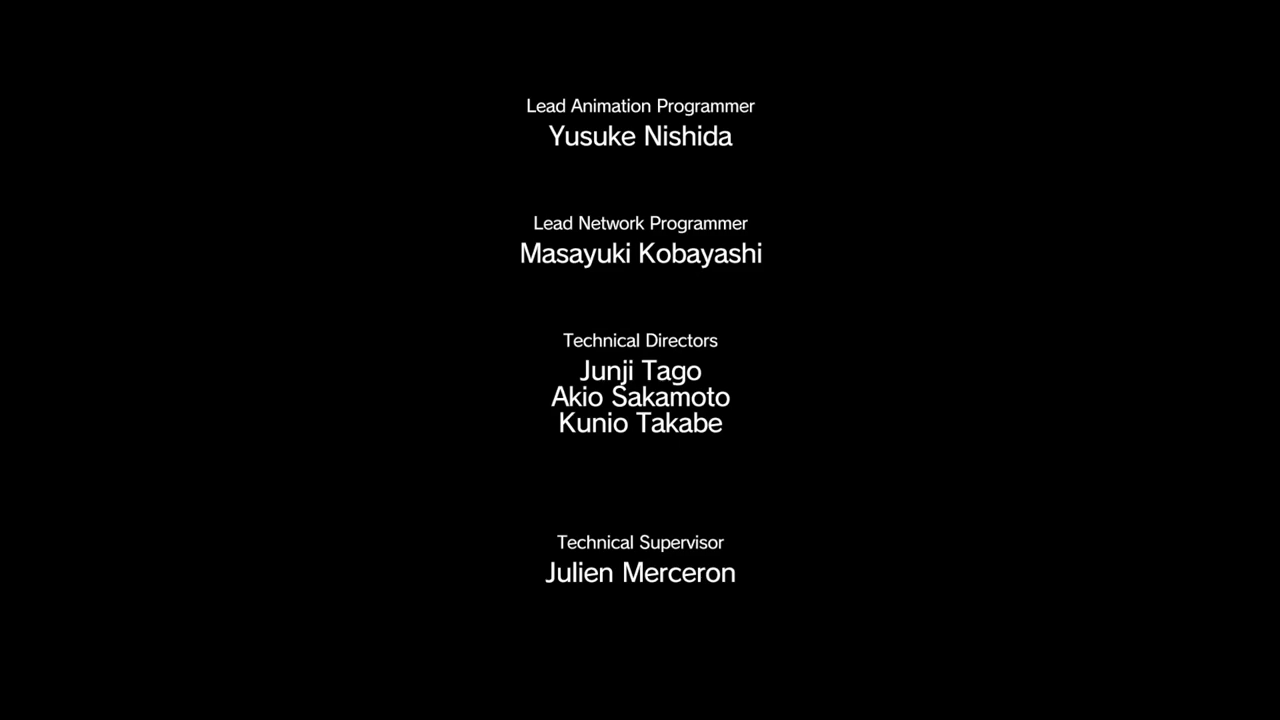 Lead Animation Programmer
Yusuke Nishida
Lead Network Programmer
Masayuki Kobayashi
Technical Directors
Junji Tago
Akio Sakamoto
Kunio Takabe
Technical Supervisor
Julien Merceron